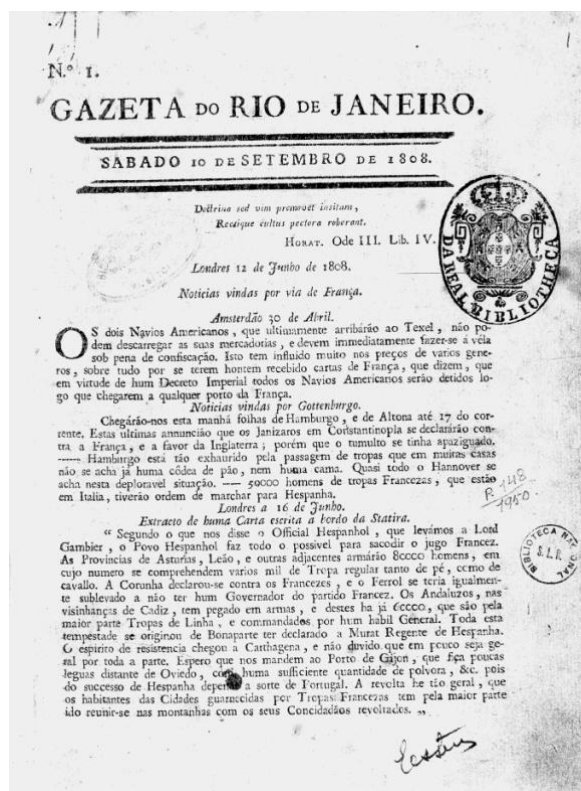 N.º 1.
GAZETA DO RIO DE JANEIRO.
SABADO 10 DE SETEMBRO DE 1808.
Doctrina sed vim promovet insitam,
Rectique cultus pectora roborant.
HORAT. Ode III. Lib. IV.
Londres 12 de Junho de 1808.
Noticias vindas por via de França.
Amsterdão 30 de Abril.
OS dois Navios Americanos, que ultimamente arribárão ao Texel, não po-
dem descarregar as suas mercadorias, e devem immediatamente fazer-se á vela
sob pena de confiscação. Isto tem influido muito nos preços de varios gene-
ros, sobre tudo por se terem hontem recebido cartas de França, que dizem, que
em virtude de hum Decreto Imperial todos os Navios Americanos serão detidos lo-
go que chegarem a qualquer porto da França.
Noticias vindas por Gottenburgo.
Chegárão-nos esta manhã folhas de Hamburgo, e de Altona até 17 do cor-
rente. Estas ultimas annuncião que os Janizaros em Constantinopla se declarárão con-
tra a França, e a favor da Inglaterra; porém que o tumulto se tinha apaziguado.
---- Hamburgo está tão exhaurido pela passagem de tropas que em muitas casas
não se acha já huma côdea de pão, nem huma cama. Quasi todo o Hannover se
acha nesta deploravel situação. ---- 50000 homens de tropas Francezas, que estão
em Italia, tiverão ordem de marchar para Hespanha.
Londres a 16 de Junho.
Extracto de huma Carta escrita a bordo da Statira.
“ Segundo o que nos disse o Official Hespanhol, que levámos a Lord
Gambier, o Povo Hespanhol faz todo o possivel para sacodir o jugo Francez.
As Provincias de Asturias, Leão, e outras adjacentes armárão 80000 homens, em
cujo numero se comprehendem varios mil de Tropa regular tanto de pé, como de
cavallo. A Corunha declarou-se contra os Francezes, e o Ferrol se teria igualmen-
te sublevado a não ter hum Governador do partido Francez. Os Andaluzos, nas
visinhanças de Cadiz, tem pegado em armas, e destes ha já 60000, que são pela
maior parte Tropas de Linha, e commandados por hum habil General. Toda esta
tempestade se originou de Bonaparte ter declarado a Murat Regente de Hespanha.
O espirito de resistencia chegou a Carthagena, e não duvido que em pouco seja ge-
ral por toda a parte. Espero que nos mandem ao Porto de Gijon, que fica poucas
leguas distante de Oviedo, com huma sufficiente quantidade de polvora, &c. pois
do successo de Hespanha depende a sorte de Portugal. A revolta he tão geral, que
os habitantes das Cidades guarnecidas por Tropas Francezas tem pela maior parte
ido reunir-se nas montanhas com os seus Concidadãos revoltados. „
DA REAL BIBLIOTHECA
R. 148
1950
BIBLIOTECA NACIONAL
S. L. R.